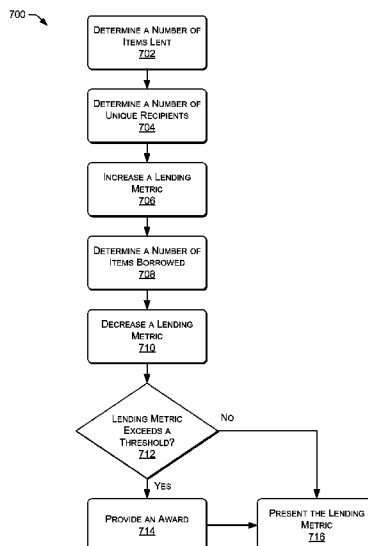 700
DETERMINE A NUMBER OF
ITEMS LENT
702
DETERMINE A NUMBER OF
UNIQUE RECIPIENTS
704
INCREASE A LENDING
METRIC
706
DETERMINE A NUMBER OF
ITEMS BORROWED
708
DECREASE A LENDING
METRIC
710
LENDING METRIC
EXCEEDS A
THRESHOLD?
712
NO
YES
PROVIDE AN AWARD
714
PRESENT THE LENDING
METRIC
716